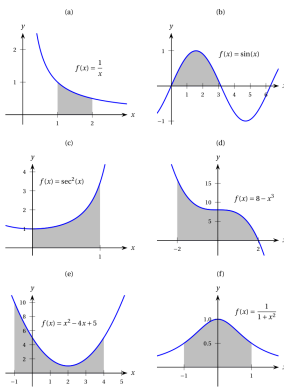 (a)
y
2
f(x) = 1/x
1
1 2 x
(b)
y
1
f(x) = sin(x)
1 2 3 4 5 6
−1
(c)
y
4
f(x) = sec²(x)
3
2
1
1 x
(d)
y
15
10
f(x) = 8 − x³
5
−2 2
(e)
y
10
8
f(x) = x² − 4x + 5
6
4
2
−1 1 2 3 4 5 x
(f)
y
f(x) = 1/(1 + x²)
1.0
0.5
−1 1